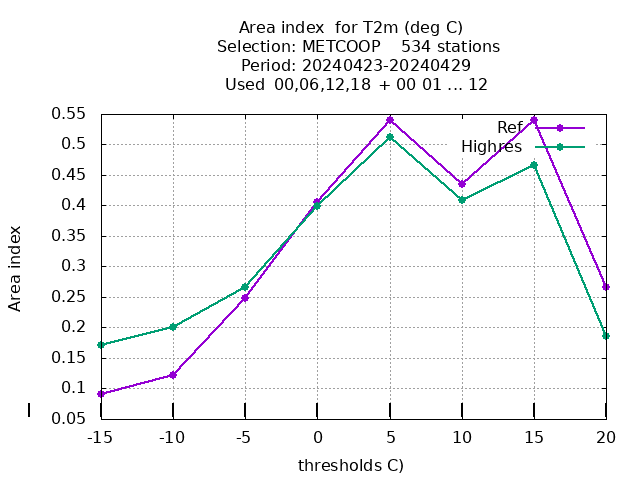 Area index  for T2m (deg C)
Selection: METCOOP    534 stations
Period: 20240423-20240429
Used  00,06,12,18  + 00 01 ... 12
Ref
Highres
0.55
0.5
0.45
0.4
0.35
0.3
0.25
0.2
0.15
0.1
0.05
Area index
-15 -10 -5 0 5 10 15 20
thresholds C)